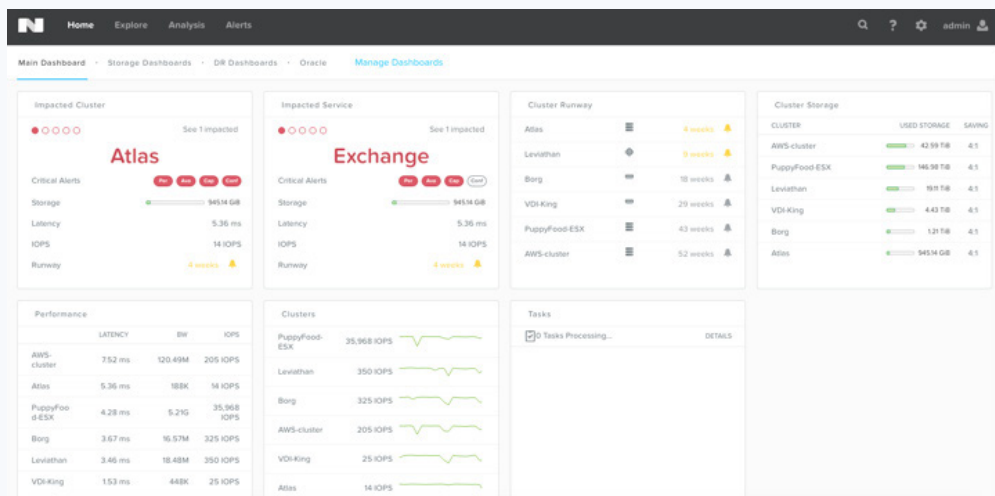 N Home Explore Analysis Alerts ? admin
Main Dashboard · Storage Dashboards · DR Dashboards · Oracle Manage Dashboards
Impacted Cluster
See 1 impacted
Atlas
Critical Alerts Per Ava Cap Conf
Storage 945.14 GiB
Latency 5.36 ms
IOPS 14 IOPS
Runway 4 weeks
Impacted Service
See 1 impacted
Exchange
Critical Alerts Per Ava Cap Conf
Storage 945.14 GiB
Latency 5.36 ms
IOPS 14 IOPS
Runway 4 weeks
Cluster Runway
Atlas 4 weeks
Leviathan weeks
Borg 18 weeks
VDI-King 29 weeks
PuppyFood-ESX 43 weeks
AWS-cluster 52 weeks
Cluster Storage
CLUSTER USED STORAGE SAVING
AWS-cluster 42.59 TiB 4:1
PuppyFood-ESX 146.98 TiB 4:1
Leviathan 19.11 TiB 4:1
VDI-King 4.43 TiB 4:1
Borg 1.21 TiB 4:1
Atlas 945.14 GiB 4:1
Performance
LATENCY BW IOPS
AWS-
cluster 7.52 ms 120.49M 205 IOPS
Atlas 5.36 ms 188K 14 IOPS
PuppyFoo
d-ESX 4.28 ms 5.21G 35,968
IOPS
Borg 3.67 ms 16.57M 325 IOPS
Leviathan 3.46 ms 18.48M 350 IOPS
VDI-King 1.53 ms 448K 25 IOPS
Clusters
PuppyFood-
ESX 35,968 IOPS
Leviathan 350 IOPS
Borg 325 IOPS
AWS-cluster 205 IOPS
VDI-King 25 IOPS
Atlas 14 IOPS
Tasks
0 Tasks Processing... DETAILS